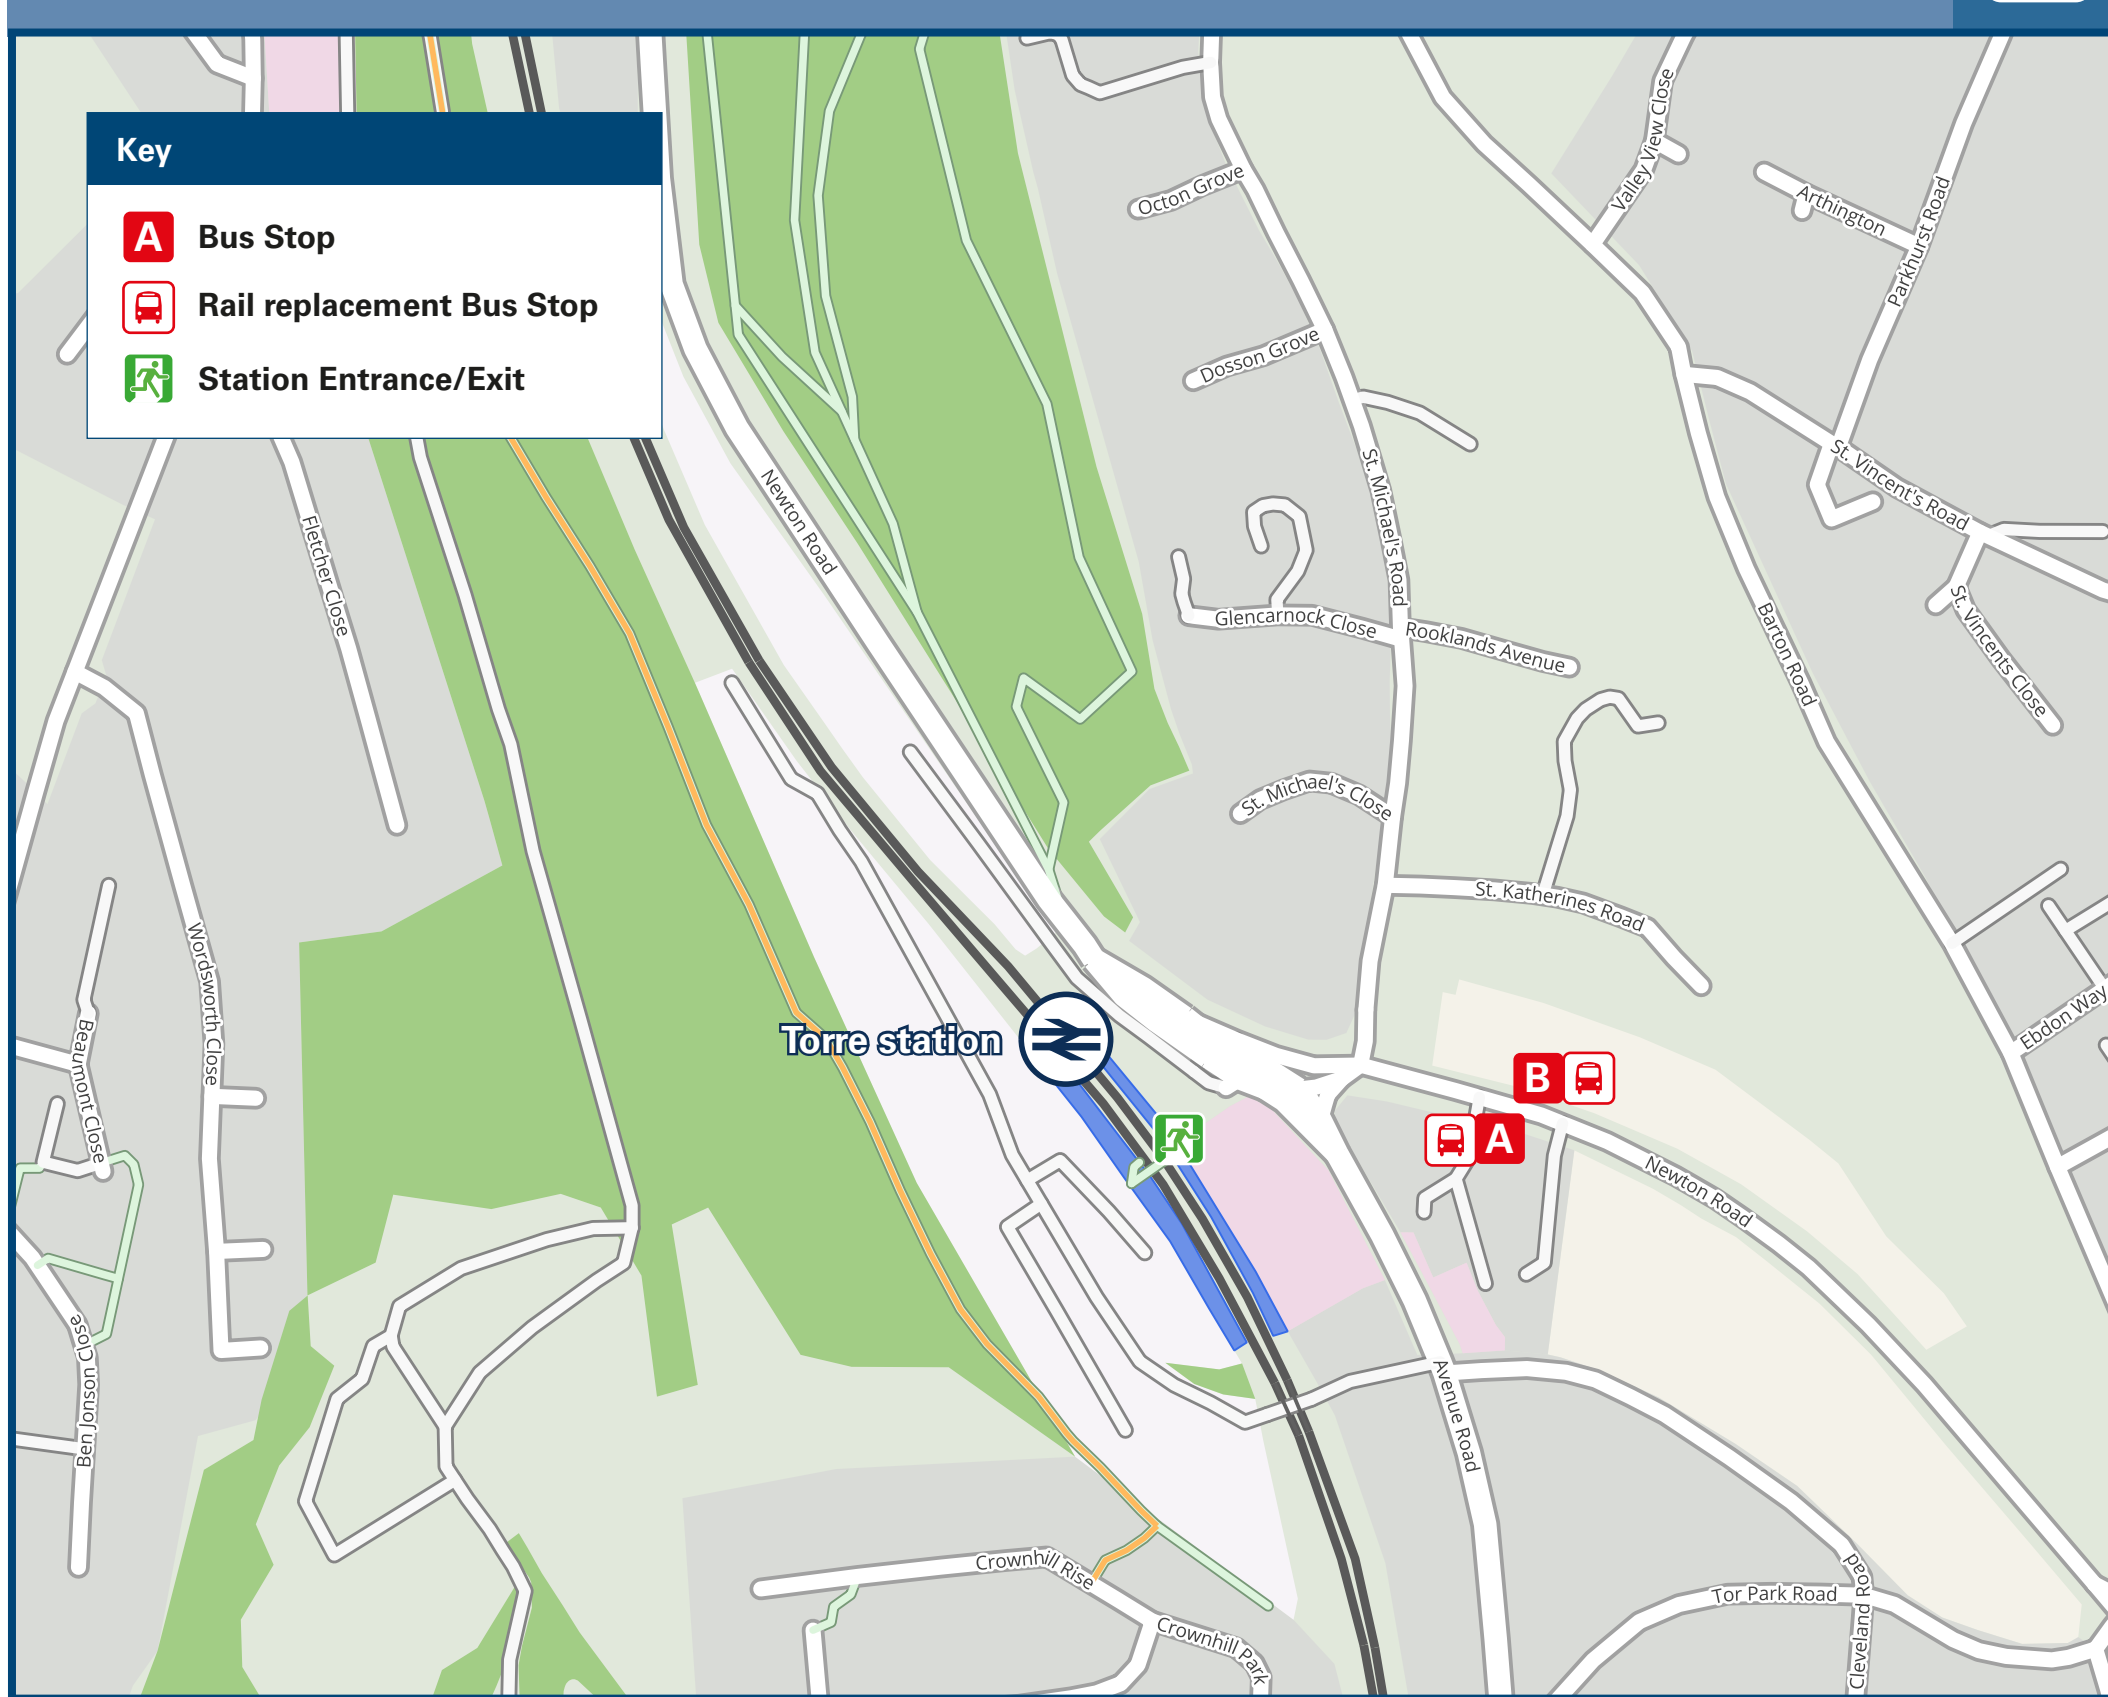 Key
A Bus Stop
Rail replacement Bus Stop
Station Entrance/Exit
Valley View Close
Arthington
Parkhurst Road
Octon Grove
Dosson Grove
St. Michael's Road
St. Vincent's Road
St. Vincents Close
Newton Road
Fletcher Close
Glencarnock Close
Rooklands Avenue
Barton Road
St. Michael's Close
St. Katherines Road
Wordsworth Close
Beaumont Close
Ebdon Way
Torre station
B
A
Newton Road
Ben Jonson Close
Avenue Road
Crownhill Rise
Crownhill Park
Tor Park Road
Cleveland Road